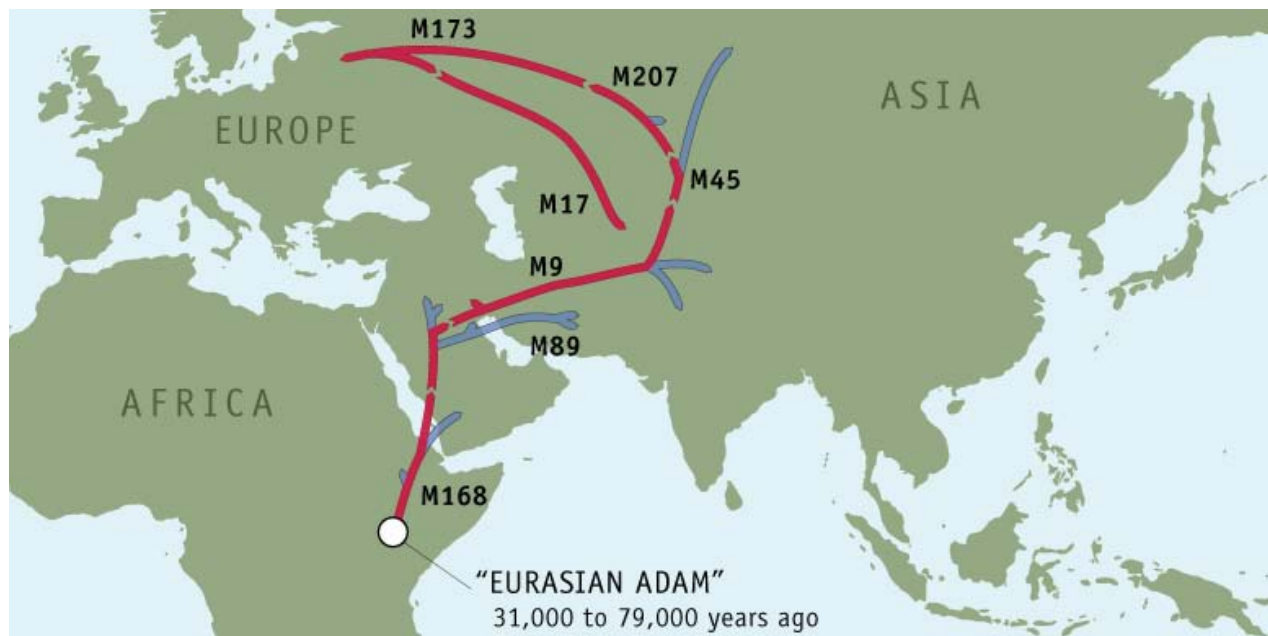 M173
M207
ASIA
EUROPE
M45
M17
M9
M89
AFRICA
M168
“EURASIAN ADAM”
31,000 to 79,000 years ago